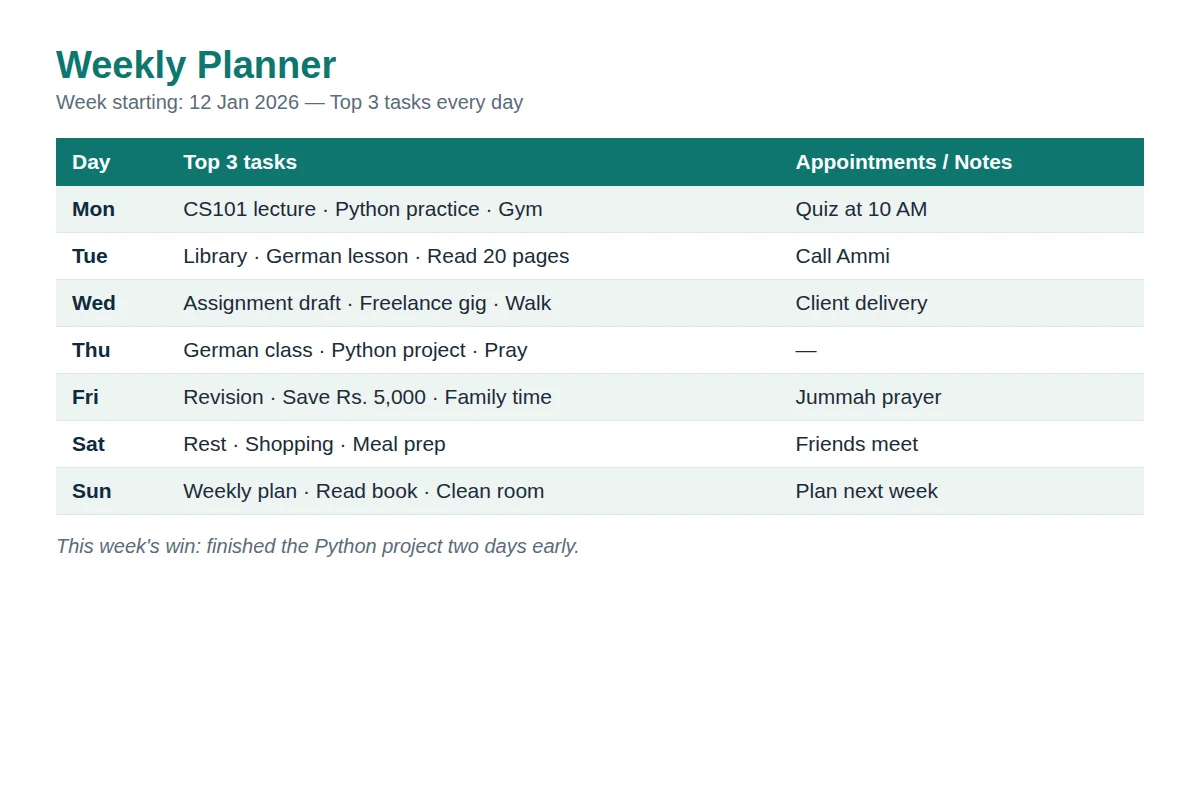 Weekly Planner
Week starting: 12 Jan 2026 — Top 3 tasks every day
Day Top 3 tasks Appointments / Notes
Mon CS101 lecture · Python practice · Gym Quiz at 10 AM
Tue Library · German lesson · Read 20 pages Call Ammi
Wed Assignment draft · Freelance gig · Walk Client delivery
Thu German class · Python project · Pray —
Fri Revision · Save Rs. 5,000 · Family time Jummah prayer
Sat Rest · Shopping · Meal prep Friends meet
Sun Weekly plan · Read book · Clean room Plan next week
This week's win: finished the Python project two days early.